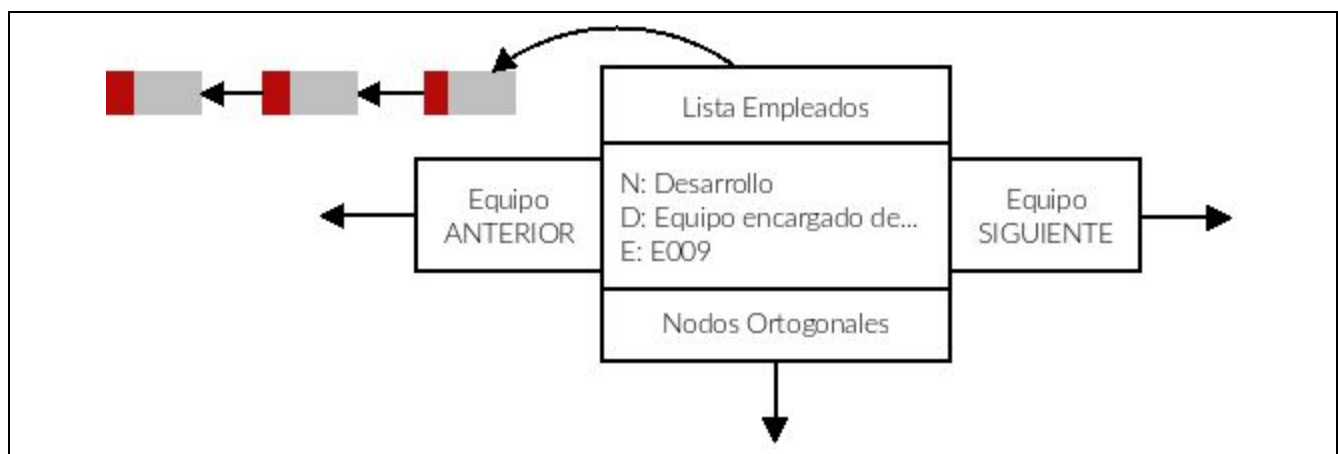 Lista Empleados
Equipo
ANTERIOR
N: Desarrollo
D: Equipo encargado de...
E: E009
Equipo
SIGUIENTE
Nodos Ortogonales